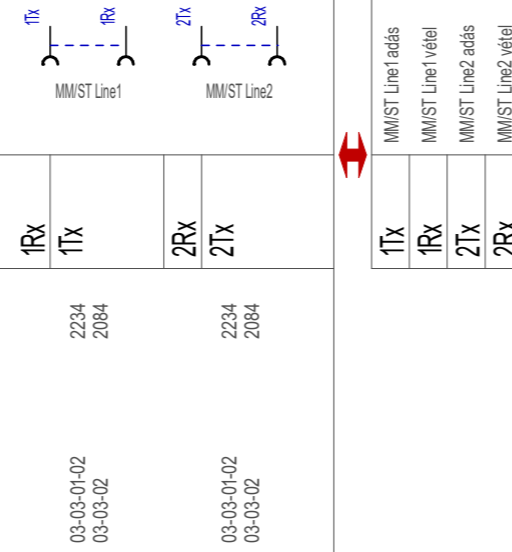 1Tx 1Rx 2Tx 2Rx
MM/ST Line1 MM/ST Line2
MM/ST Line1 adás
MM/ST Line1 vétel
MM/ST Line2 adás
MM/ST Line2 vétel
1Rx
1Tx
2Rx
2Tx
1Tx
1Rx
2Tx
2Rx
2234
2084
2234
2084
03-03-01-02
03-03-02
03-03-01-02
03-03-02